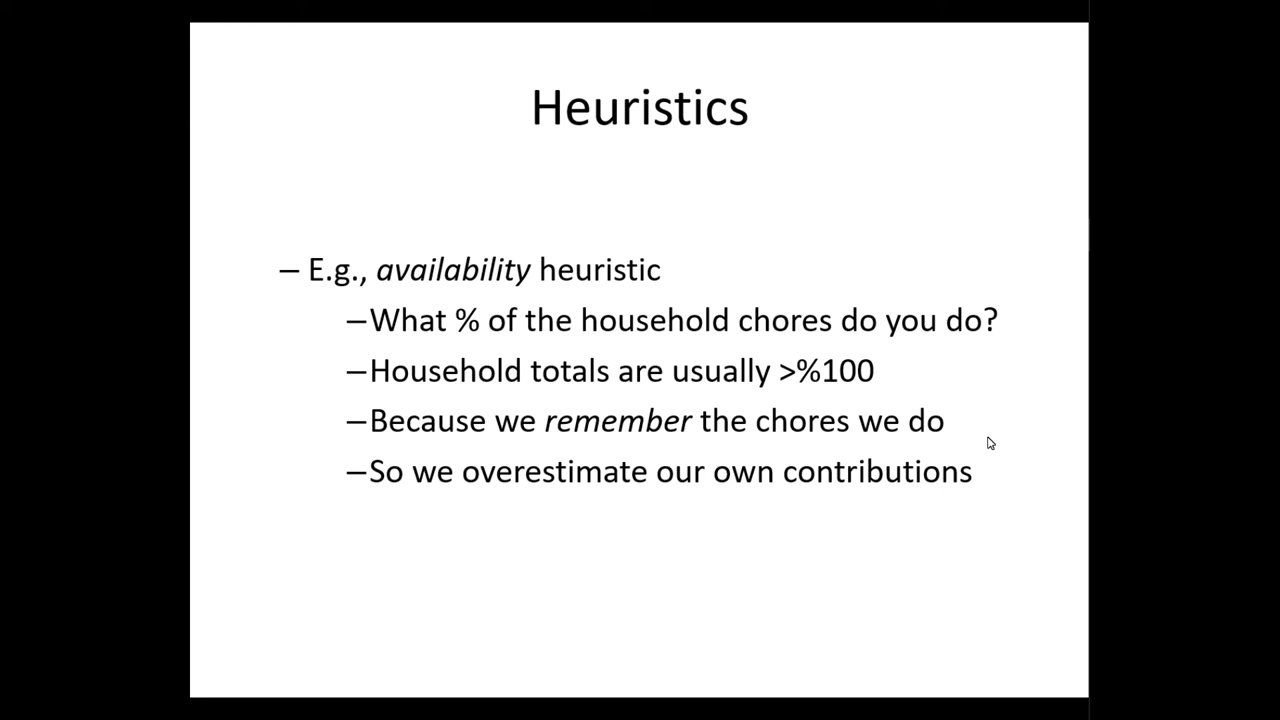 Heuristics
– E.g., availability heuristic
–What % of the household chores do you do?
–Household totals are usually >%100
–Because we remember the chores we do
–So we overestimate our own contributions